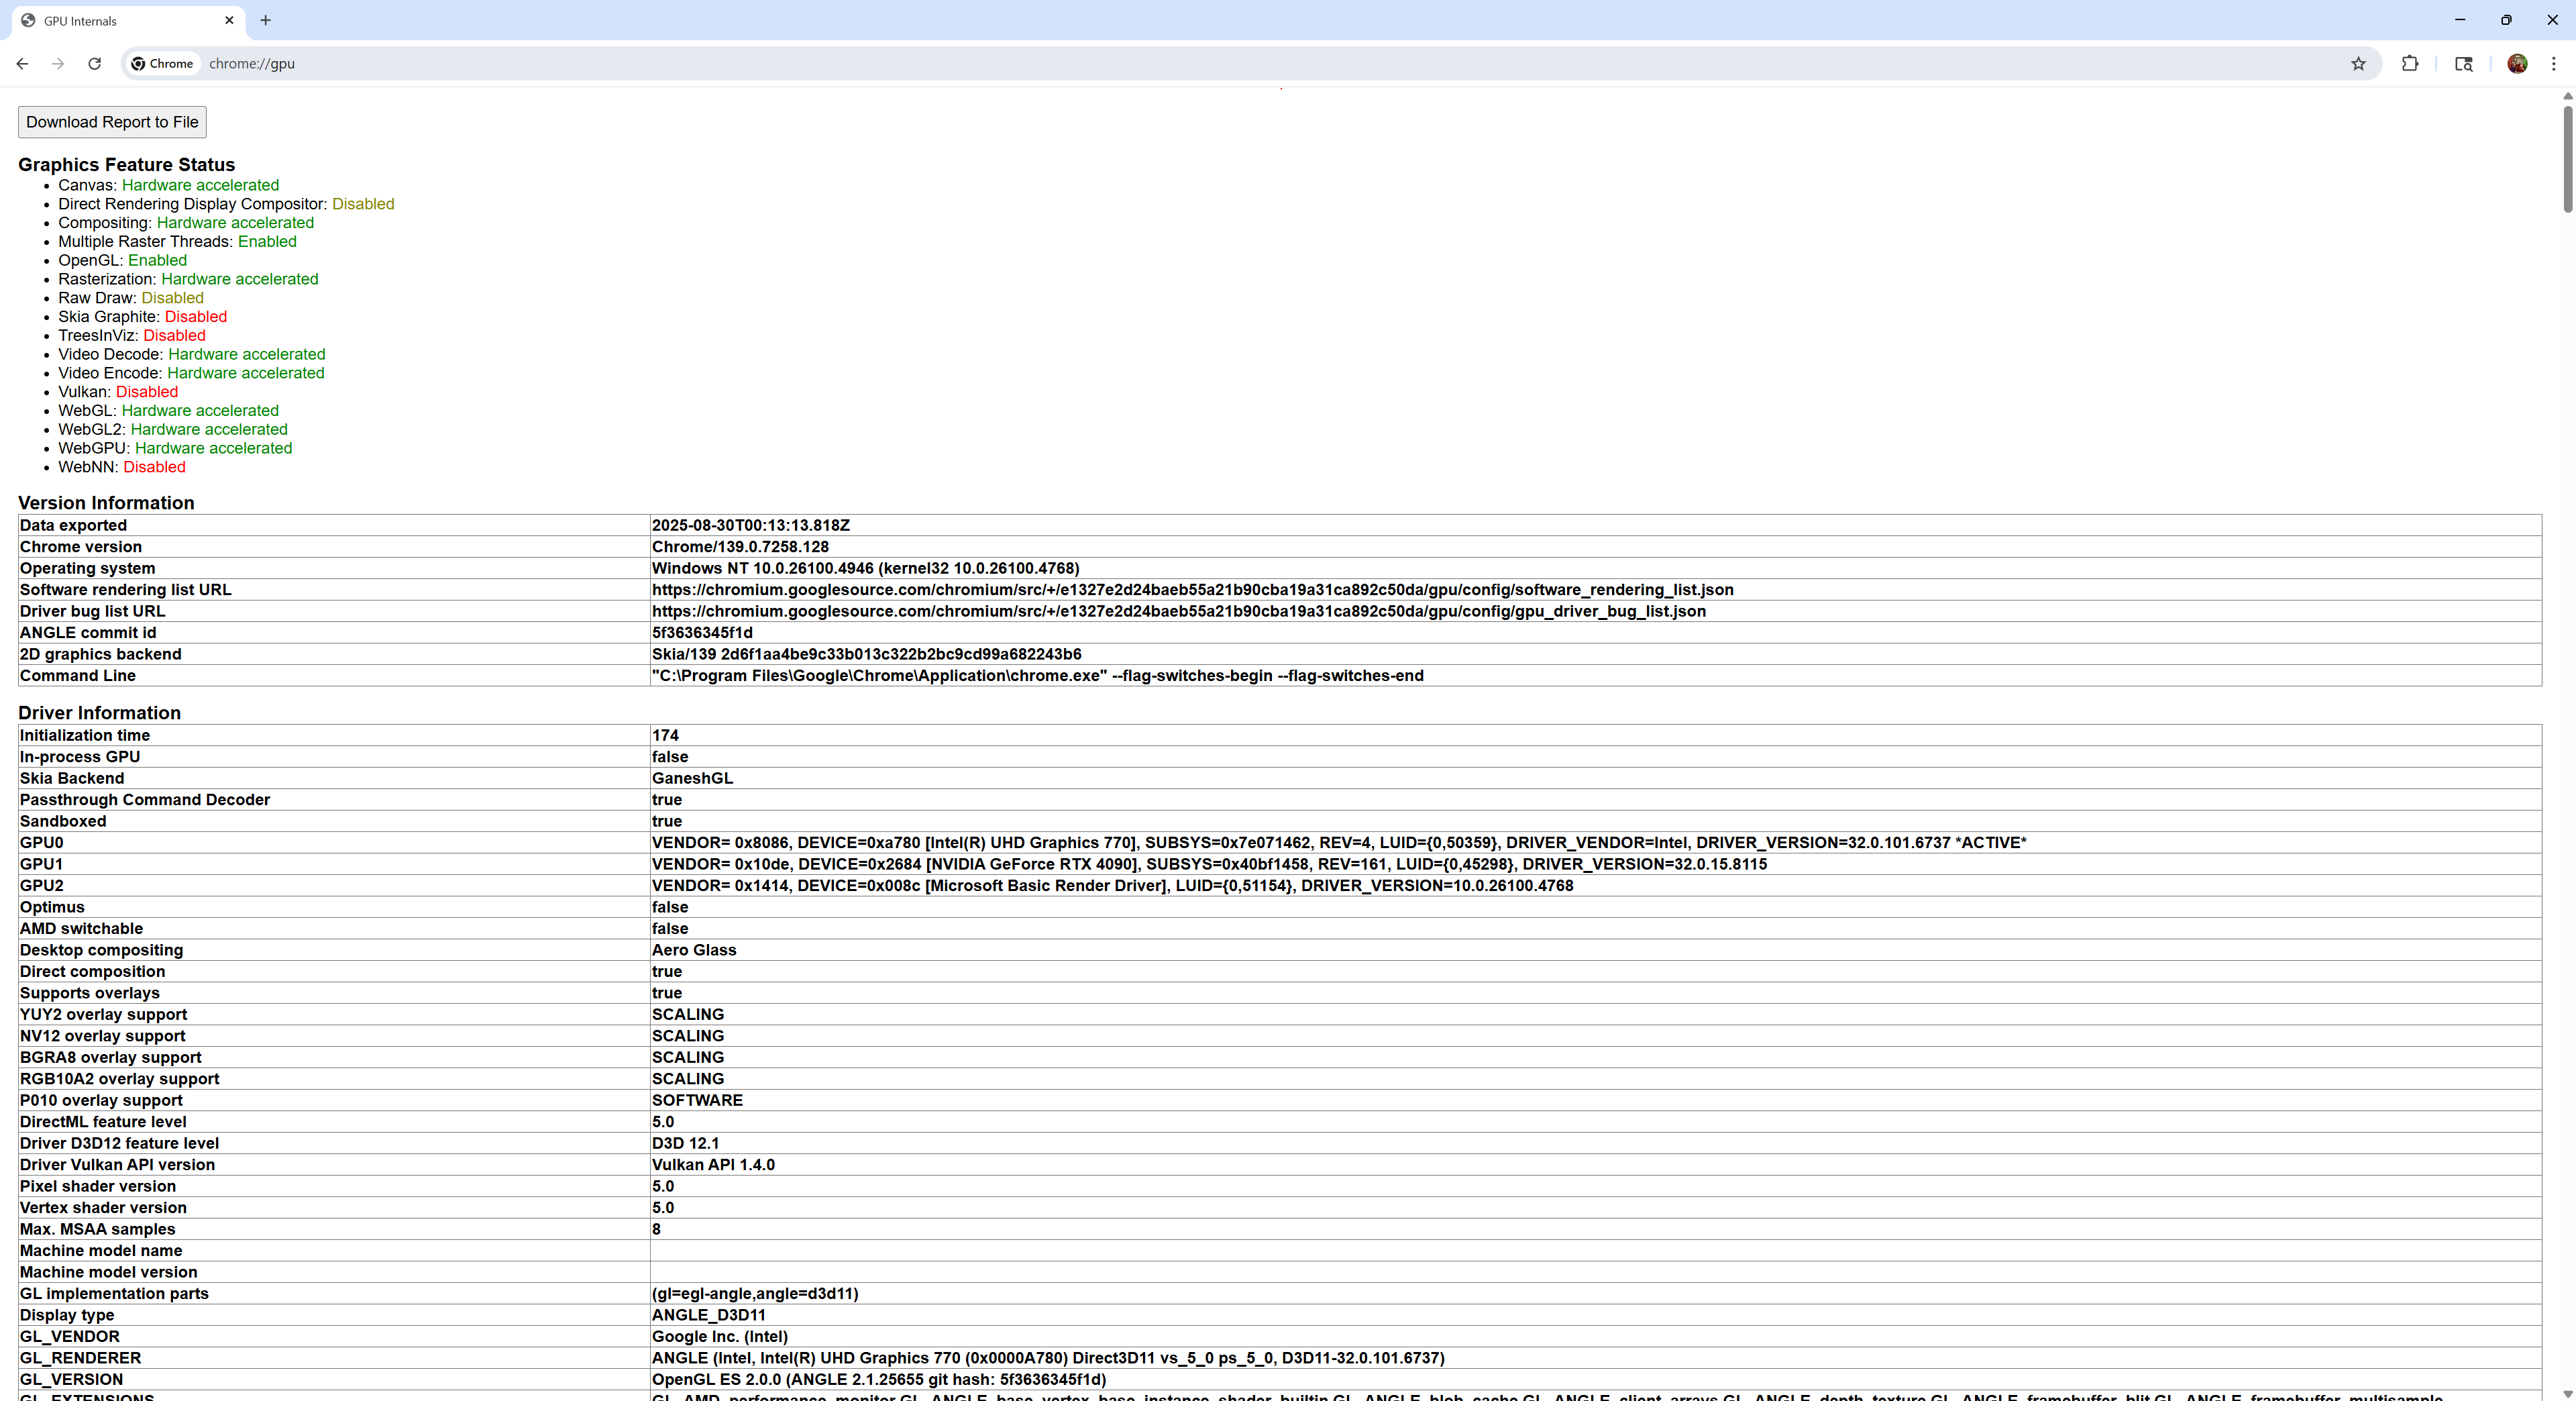 GPU Internals
Chrome chrome://gpu
Download Report to File
Graphics Feature Status
Canvas: Hardware accelerated
Direct Rendering Display Compositor: Disabled
Compositing: Hardware accelerated
Multiple Raster Threads: Enabled
OpenGL: Enabled
Rasterization: Hardware accelerated
Raw Draw: Disabled
Skia Graphite: Disabled
TreesInViz: Disabled
Video Decode: Hardware accelerated
Video Encode: Hardware accelerated
Vulkan: Disabled
WebGL: Hardware accelerated
WebGL2: Hardware accelerated
WebGPU: Hardware accelerated
WebNN: Disabled
Version Information
Data exported 2025-08-30T00:13:13.818Z
Chrome version Chrome/139.0.7258.128
Operating system Windows NT 10.0.26100.4946 (kernel32 10.0.26100.4768)
Software rendering list URL https://chromium.googlesource.com/chromium/src/+/e1327e2d24baeb55a21b90cba19a31ca892c50da/gpu/config/software_rendering_list.json
Driver bug list URL https://chromium.googlesource.com/chromium/src/+/e1327e2d24baeb55a21b90cba19a31ca892c50da/gpu/config/gpu_driver_bug_list.json
ANGLE commit id 5f3636345f1d
2D graphics backend Skia/139 2d6f1aa4be9c33b013c322b2bc9cd99a682243b6
Command Line "C:\Program Files\Google\Chrome\Application\chrome.exe" --flag-switches-begin --flag-switches-end
Driver Information
Initialization time 174
In-process GPU false
Skia Backend GaneshGL
Passthrough Command Decoder true
Sandboxed true
GPU0 VENDOR= 0x8086, DEVICE=0xa780 [Intel(R) UHD Graphics 770], SUBSYS=0x7e071462, REV=4, LUID={0,50359}, DRIVER_VENDOR=Intel, DRIVER_VERSION=32.0.101.6737 *ACTIVE*
GPU1 VENDOR= 0x10de, DEVICE=0x2684 [NVIDIA GeForce RTX 4090], SUBSYS=0x40bf1458, REV=161, LUID={0,45298}, DRIVER_VERSION=32.0.15.8115
GPU2 VENDOR= 0x1414, DEVICE=0x008c [Microsoft Basic Render Driver], LUID={0,51154}, DRIVER_VERSION=10.0.26100.4768
Optimus false
AMD switchable false
Desktop compositing Aero Glass
Direct composition true
Supports overlays true
YUY2 overlay support SCALING
NV12 overlay support SCALING
BGRA8 overlay support SCALING
RGB10A2 overlay support SCALING
P010 overlay support SOFTWARE
DirectML feature level 5.0
Driver D3D12 feature level D3D 12.1
Driver Vulkan API version Vulkan API 1.4.0
Pixel shader version 5.0
Vertex shader version 5.0
Max. MSAA samples 8
Machine model name
Machine model version
GL implementation parts (gl=egl-angle,angle=d3d11)
Display type ANGLE_D3D11
GL_VENDOR Google Inc. (Intel)
GL_RENDERER ANGLE (Intel, Intel(R) UHD Graphics 770 (0x0000A780) Direct3D11 vs_5_0 ps_5_0, D3D11-32.0.101.6737)
GL_VERSION OpenGL ES 2.0.0 (ANGLE 2.1.25655 git hash: 5f3636345f1d)
GL_EXTENSIONS GL_AMD_performance_monitor GL_ANGLE_base_vertex_base_instance_shader_builtin GL_ANGLE_blob_cache GL_ANGLE_client_arrays GL_ANGLE_depth_texture GL_ANGLE_framebuffer_blit GL_ANGLE_framebuffer_multisample